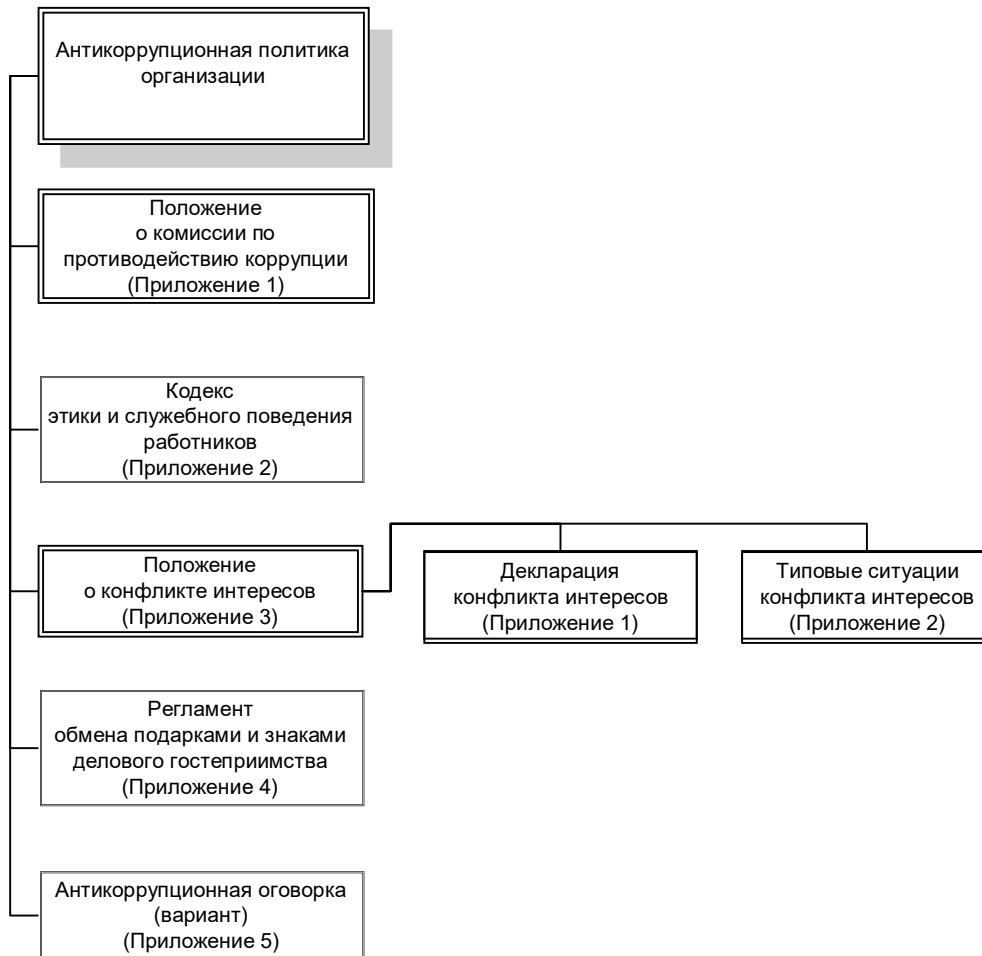 Антикоррупционная политика
организации
Положение
о комиссии по
противодействию коррупции
(Приложение 1)
Кодекс
этики и служебного поведения
работников
(Приложение 2)
Положение
о конфликте интересов
(Приложение 3)
Декларация
конфликта интересов
(Приложение 1)
Типовые ситуации
конфликта интересов
(Приложение 2)
Регламент
обмена подарками и знаками
делового гостеприимства
(Приложение 4)
Антикоррупционная оговорка
(вариант)
(Приложение 5)